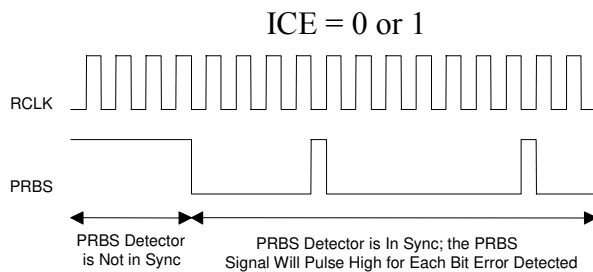 ICE = 0 or 1
RCLK
PRBS
PRBS Detector
is Not in Sync
PRBS Detector is In Sync; the PRBS
Signal Will Pulse High for Each Bit Error Detected